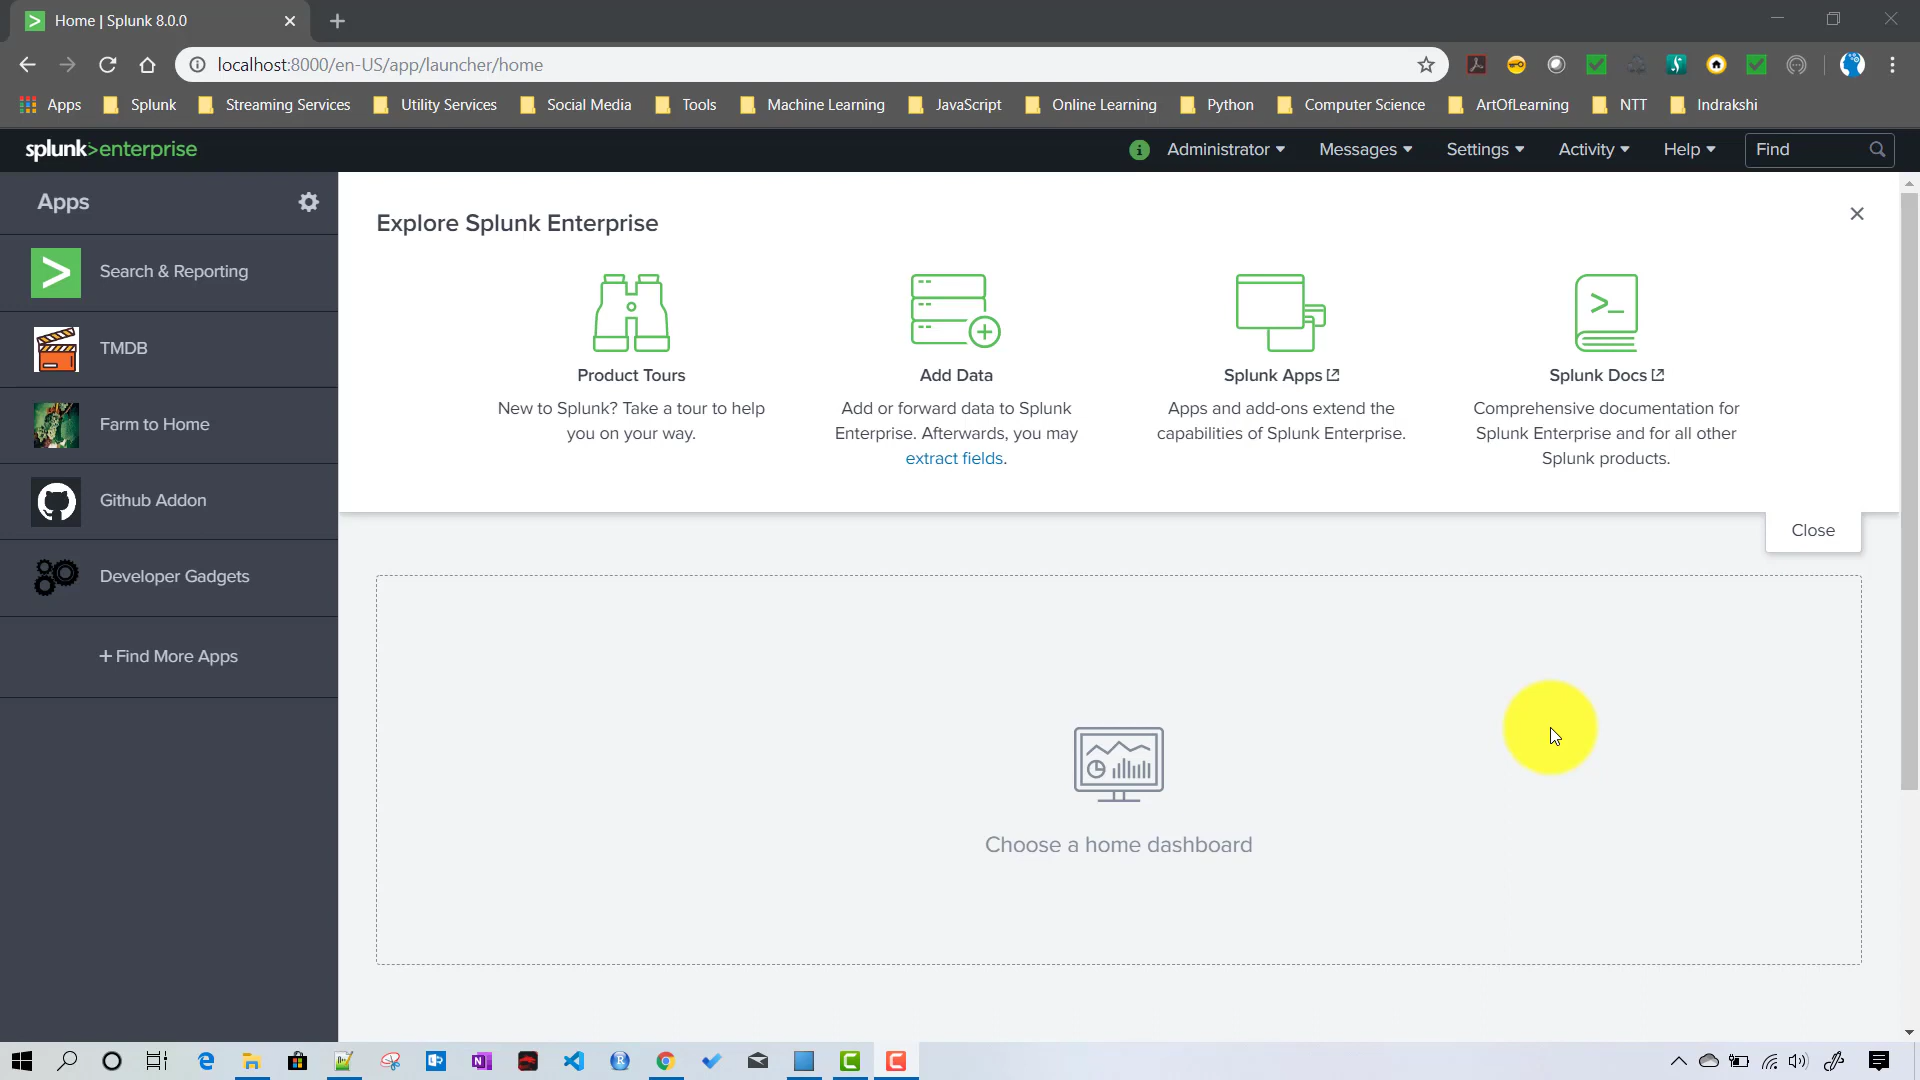 Home | Splunk 8.0.0
localhost:8000/en-US/app/launcher/home
Apps Splunk Streaming Services Utility Services Social Media Tools Machine Learning JavaScript Online Learning Python Computer Science ArtOfLearning NTT Indrakshi
splunk>enterprise Administrator Messages Settings Activity Help Find
Apps
Search & Reporting
TMDB
Farm to Home
Github Addon
Developer Gadgets
+ Find More Apps
Explore Splunk Enterprise
Product Tours
New to Splunk? Take a tour to help
you on your way.
Add Data
Add or forward data to Splunk
Enterprise. Afterwards, you may
extract fields.
Splunk Apps
Apps and add-ons extend the
capabilities of Splunk Enterprise.
Splunk Docs
Comprehensive documentation for
Splunk Enterprise and for all other
Splunk products.
Close
Choose a home dashboard